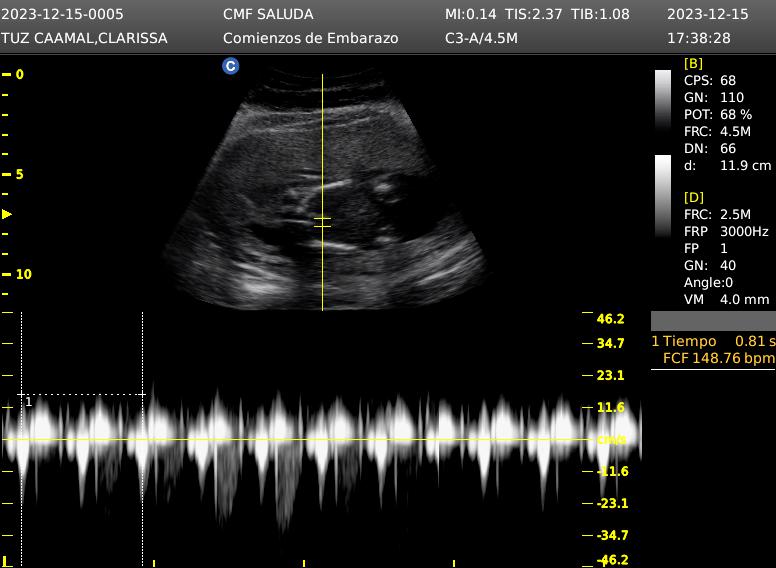 2023-12-15-0005 CMF SALUDA MI:0.14 TIS:2.37 TIB:1.08 2023-12-15
TUZ CAAMAL,CLARISSA Comienzos de Embarazo C3-A/4.5M 17:38:28
C
0
5
10
[B]
CPS: 68
GN: 110
POT: 68 %
FRC: 4.5M
DN: 66
d: 11.9 cm
[D]
FRC: 2.5M
FRP 3000Hz
FP 1
GN: 40
Angle:0
VM 4.0 mm
1 Tiempo 0.81 s
FCF 148.76 bpm
46.2
34.7
23.1
11.6
cm/s
-11.6
-23.1
-34.7
-46.2
1